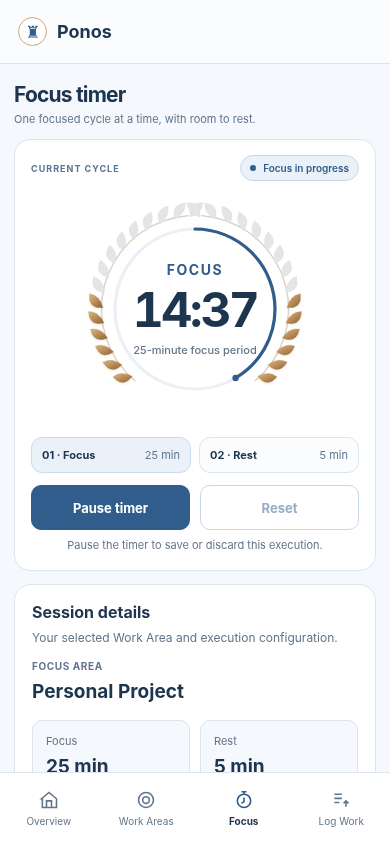 Ponos
Focus timer
One focused cycle at a time, with room to rest.
CURRENT CYCLE
Focus in progress
FOCUS
14:37
25-minute focus period
01 · Focus 25 min
02 · Rest 5 min
Pause timer
Reset
Pause the timer to save or discard this execution.
Session details
Your selected Work Area and execution configuration.
FOCUS AREA
Personal Project
Focus
25 min
Rest
5 min
Overview
Work Areas
Focus
Log Work